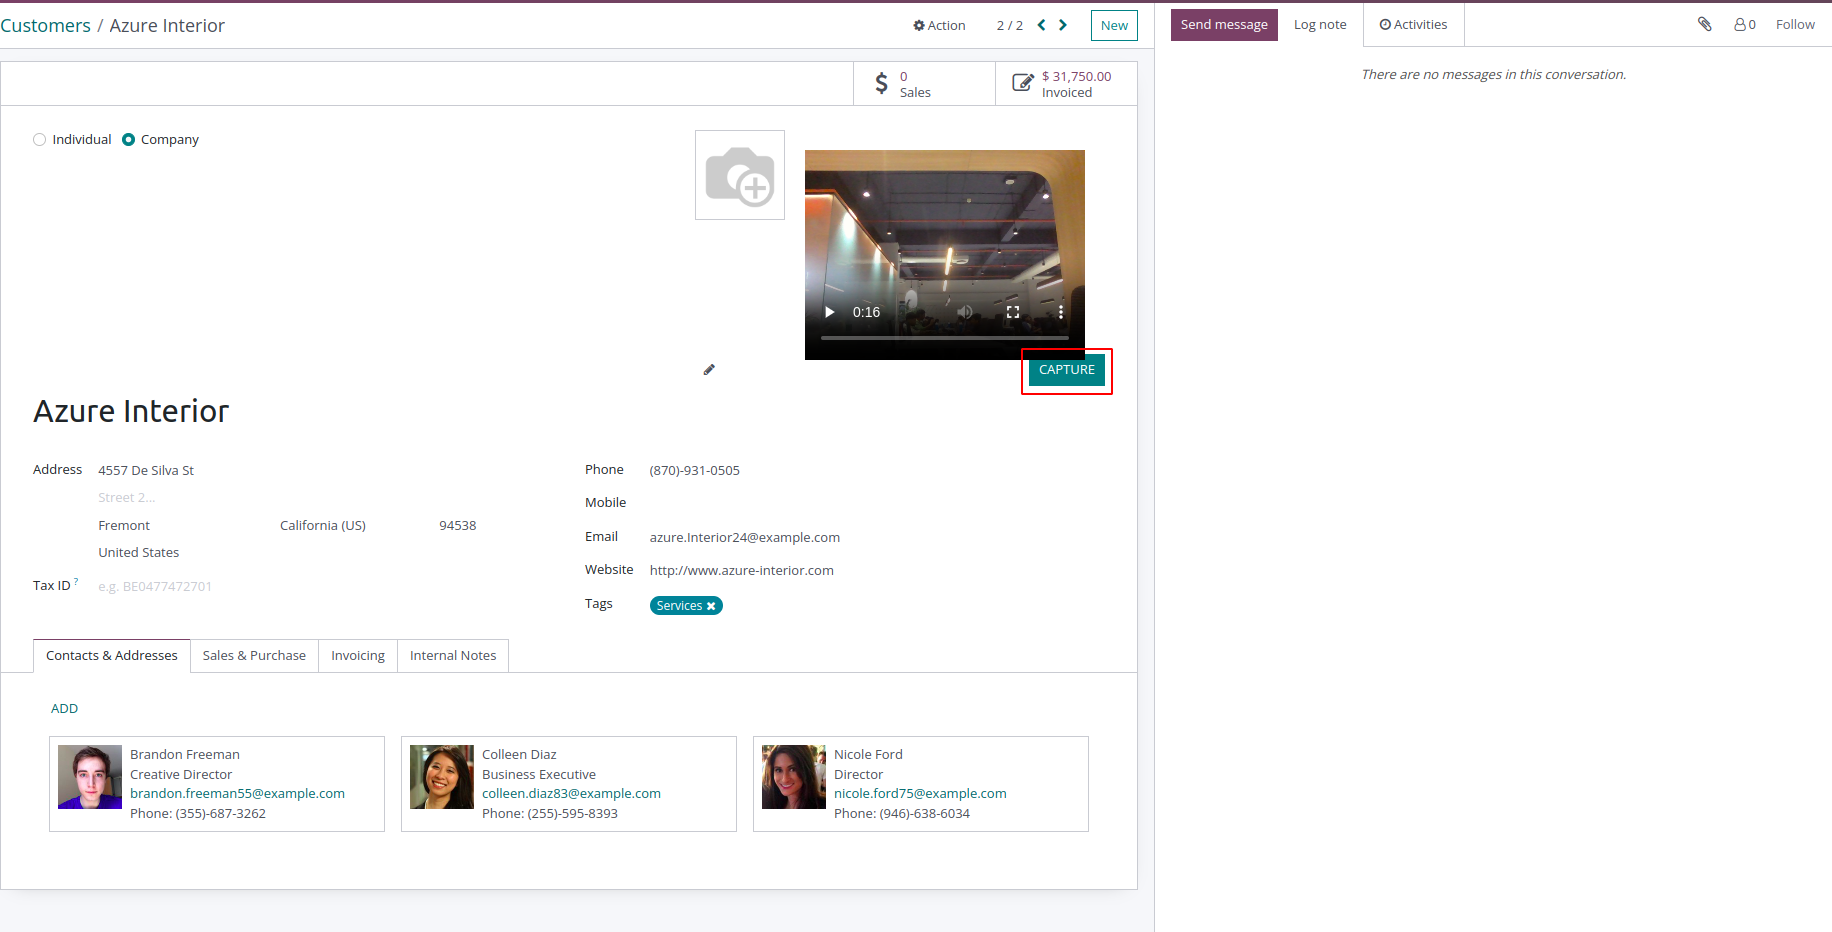 Customers / Azure Interior
Action
2 / 2
New
Send message
Log note
Activities
0
Follow
There are no messages in this conversation.
0
Sales
$ 31,750.00
Invoiced
Individual
Company
0:16
CAPTURE
Azure Interior
Address
4557 De Silva St
Street 2...
Fremont
California (US)
94538
United States
Tax ID ?
e.g. BE0477472701
Phone
(870)-931-0505
Mobile
Email
azure.Interior24@example.com
Website
http://www.azure-interior.com
Tags
Services
Contacts & Addresses
Sales & Purchase
Invoicing
Internal Notes
ADD
Brandon Freeman
Creative Director
brandon.freeman55@example.com
Phone: (355)-687-3262
Colleen Diaz
Business Executive
colleen.diaz83@example.com
Phone: (255)-595-8393
Nicole Ford
Director
nicole.ford75@example.com
Phone: (946)-638-6034